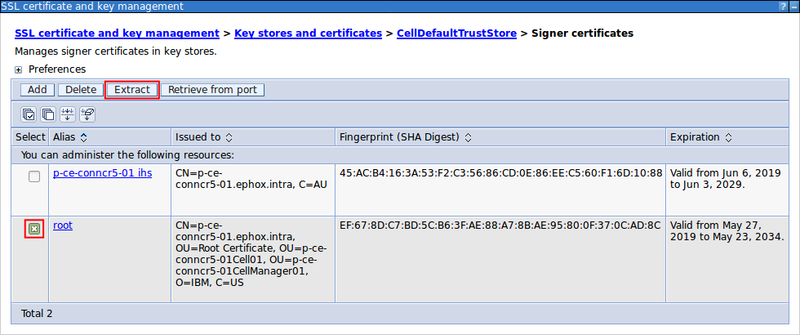 SSL certificate and key management ? –
SSL certificate and key management > Key stores and certificates > CellDefaultTrustStore > Signer certificates
Manages signer certificates in key stores.
Preferences
Add Delete Extract Retrieve from port
Select Alias Issued to Fingerprint (SHA Digest) Expiration
You can administer the following resources:
p-ce-conncr5-01 ihs
CN=p-ce-
conncr5-01.ephox.intra, C=AU
45:AC:B4:16:3A:53:F2:C3:56:86:CD:0E:86:EE:C5:60:F1:6D:10:88
Valid from Jun 6, 2019
to Jun 3, 2029.
root
CN=p-ce-
conncr5-01.ephox.intra,
OU=Root Certificate, OU=p-ce-
conncr5-01Cell01, OU=p-ce-
conncr5-01CellManager01,
O=IBM, C=US
EF:67:8D:C7:BD:5C:B6:3F:AE:88:A7:8B:AE:95:80:0F:37:0C:AD:8C
Valid from May 27,
2019 to May 23, 2034.
Total 2